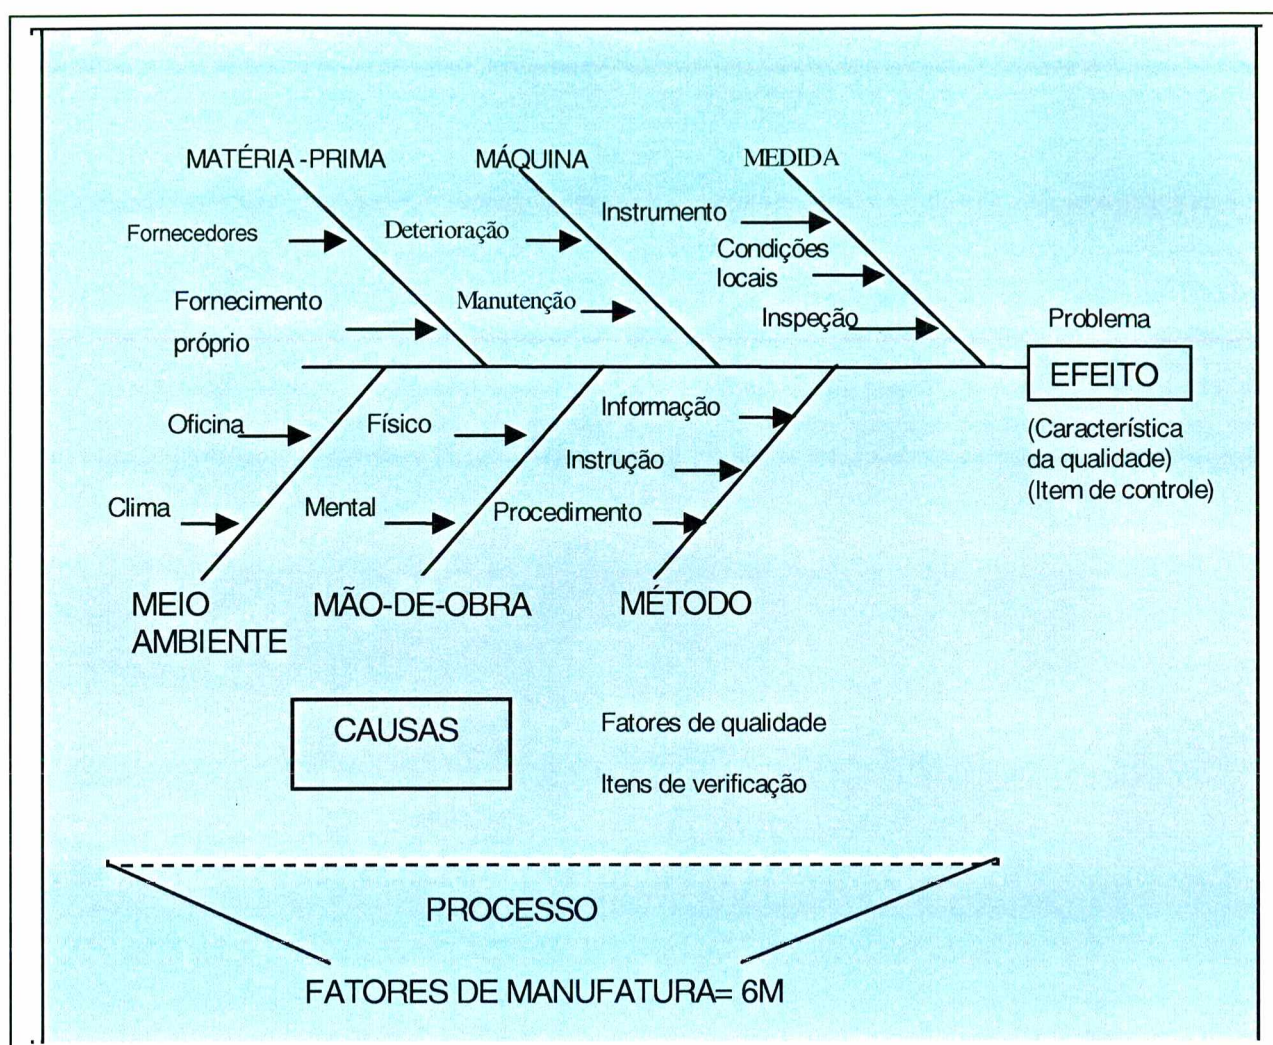 MATÉRIA -PRIMA
MÁQUINA
MEDIDA
Fornecedores
Deterioração
Instrumento
Condições
locais
Fornecimento
próprio
Manutenção
Inspeção
Problema
EFEITO
(Característica
da qualidade)
(Item de controle)
Oficina
Físico
Informação
Instrução
Clima
Mental
Procedimento
MEIO
AMBIENTE
MÃO-DE-OBRA
MÉTODO
CAUSAS
Fatores de qualidade
Itens de verificação
PROCESSO
FATORES DE MANUFATURA= 6M